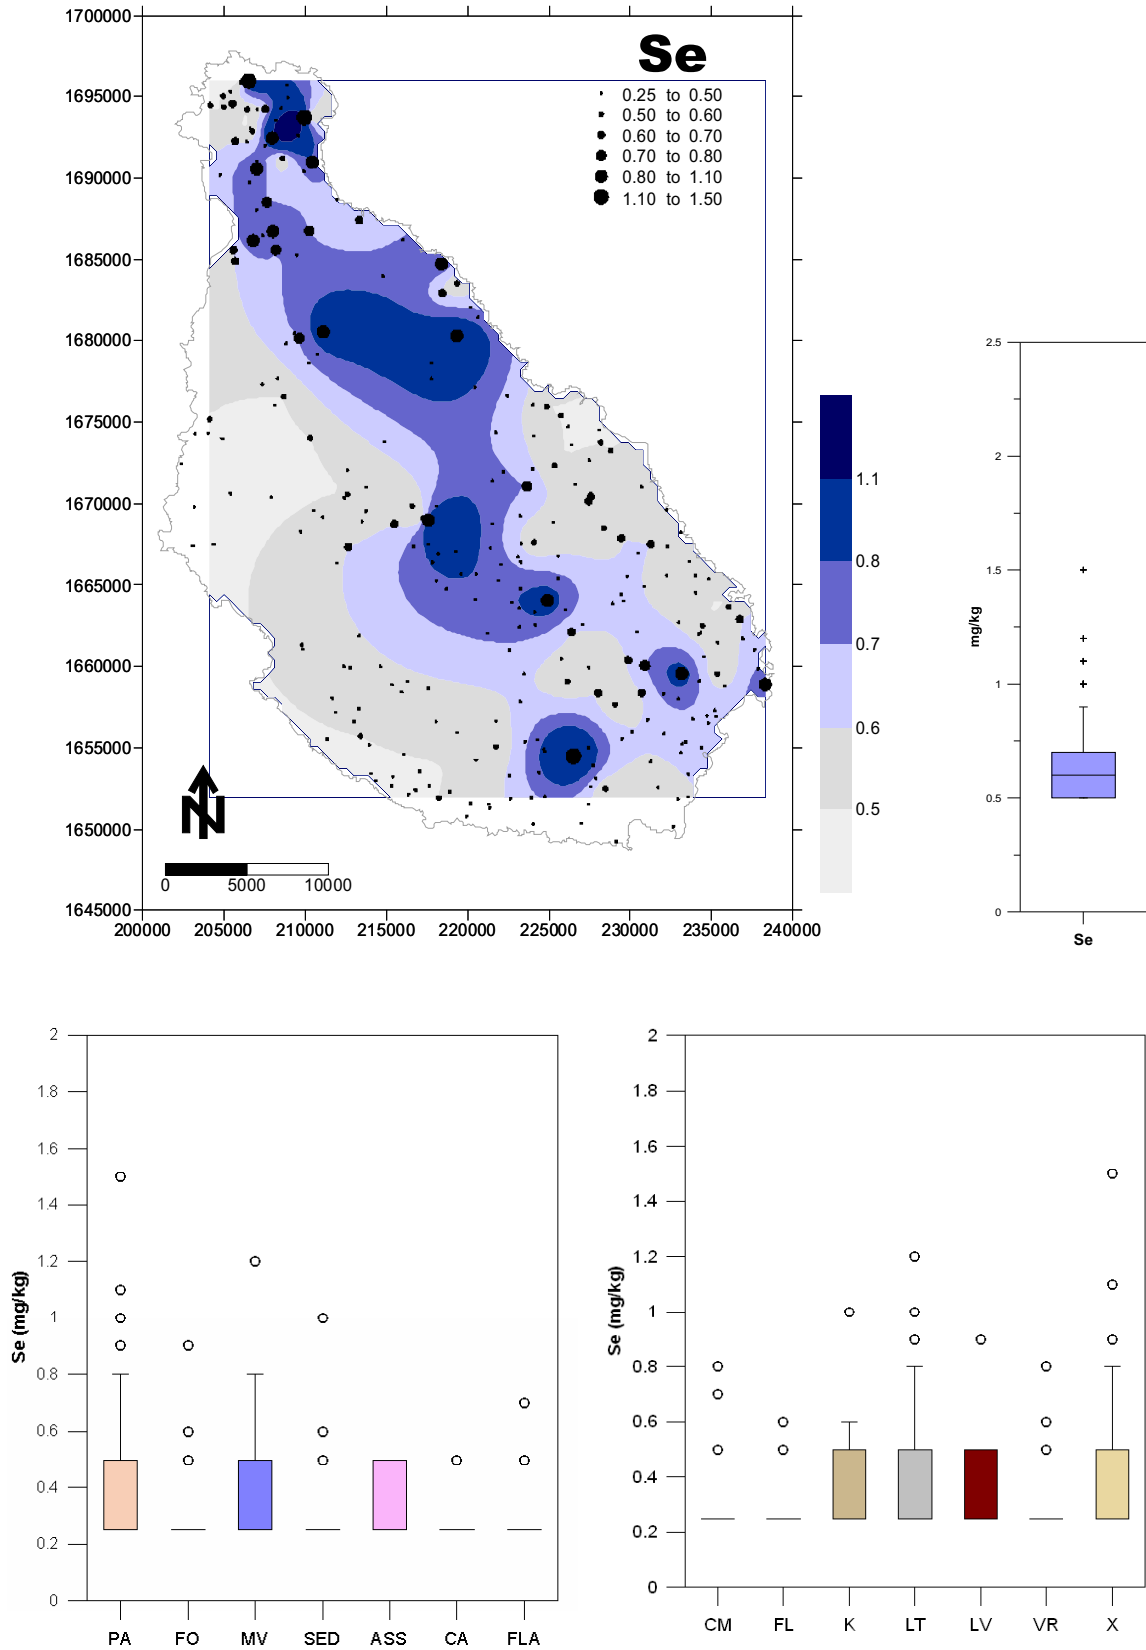 1700000
Se
0.25 to 0.50
0.50 to 0.60
0.60 to 0.70
0.70 to 0.80
0.80 to 1.10
1.10 to 1.50
1695000
1690000
1685000
1680000
1675000
1670000
1665000
1660000
1655000
1650000
1645000
N
0 5000 10000
200000 205000 210000 215000 220000 225000 230000 235000 240000
1.1
0.8
0.7
0.6
0.5
2.5
2
1.5
1
0.5
0
mg/kg
Se
2
1.8
1.6
1.4
1.2
1
0.8
0.6
0.4
0.2
0
Se (mg/kg)
PA FO MV SED ASS CA FLA
2
1.8
1.6
1.4
1.2
1
0.8
0.6
0.4
0.2
0
Se (mg/kg)
CM FL K LT LV VR X